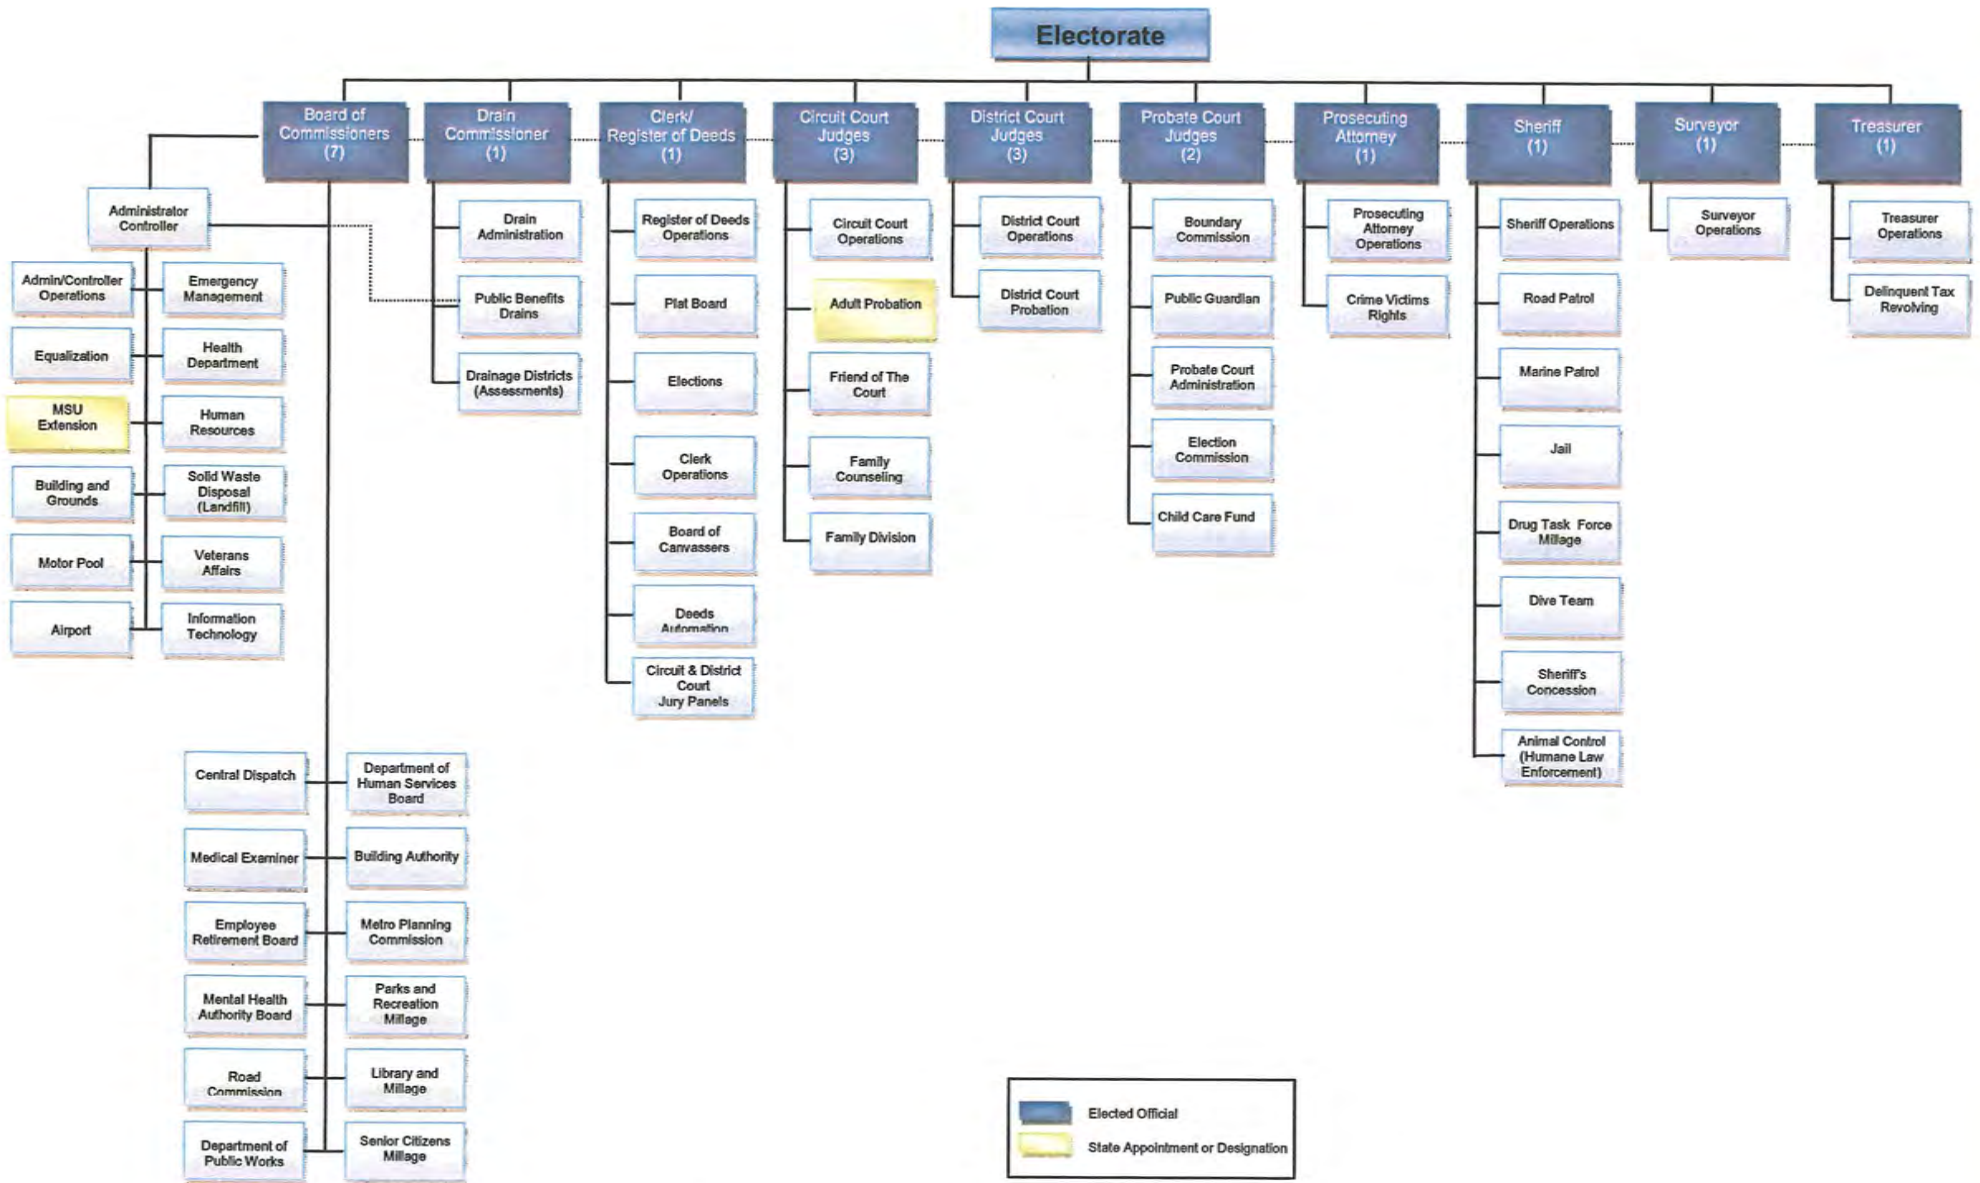 Electorate
Board of
Commissioners
(7)
Drain
Commissioner
(1)
Clerk/
Register of Deeds
(1)
Circuit Court
Judges
(3)
District Court
Judges
(3)
Probate Court
Judges
(2)
Prosecuting
Attorney
(1)
Sheriff
(1)
Surveyor
(1)
Treasurer
(1)
Administrator
Controller
Admin/Controller
Operations
Emergency
Management
Equalization
Health
Department
MSU
Extension
Human
Resources
Building and
Grounds
Solid Waste
Disposal
(Landfill)
Motor Pool
Veterans
Affairs
Airport
Information
Technology
Central Dispatch
Department of
Human Services
Board
Medical Examiner
Building Authority
Employee
Retirement Board
Metro Planning
Commission
Mental Health
Authority Board
Parks and
Recreation
Millage
Road
Commission
Library and
Millage
Department of
Public Works
Senior Citizens
Millage
Drain
Administration
Public Benefits
Drains
Drainage Districts
(Assessments)
Register of Deeds
Operations
Plat Board
Elections
Clerk
Operations
Board of
Canvassers
Deeds
Automation
Circuit & District
Court
Jury Panels
Circuit Court
Operations
Adult Probation
Friend of The
Court
Family
Counseling
Family Division
District Court
Operations
District Court
Probation
Boundary
Commission
Public Guardian
Probate Court
Administration
Election
Commission
Child Care Fund
Prosecuting
Attorney
Operations
Crime Victims
Rights
Sheriff Operations
Road Patrol
Marine Patrol
Jail
Drug Task Force
Millage
Dive Team
Sheriff's
Concession
Animal Control
(Humane Law
Enforcement)
Surveyor
Operations
Treasurer
Operations
Delinquent Tax
Revolving
Elected Official
State Appointment or Designation